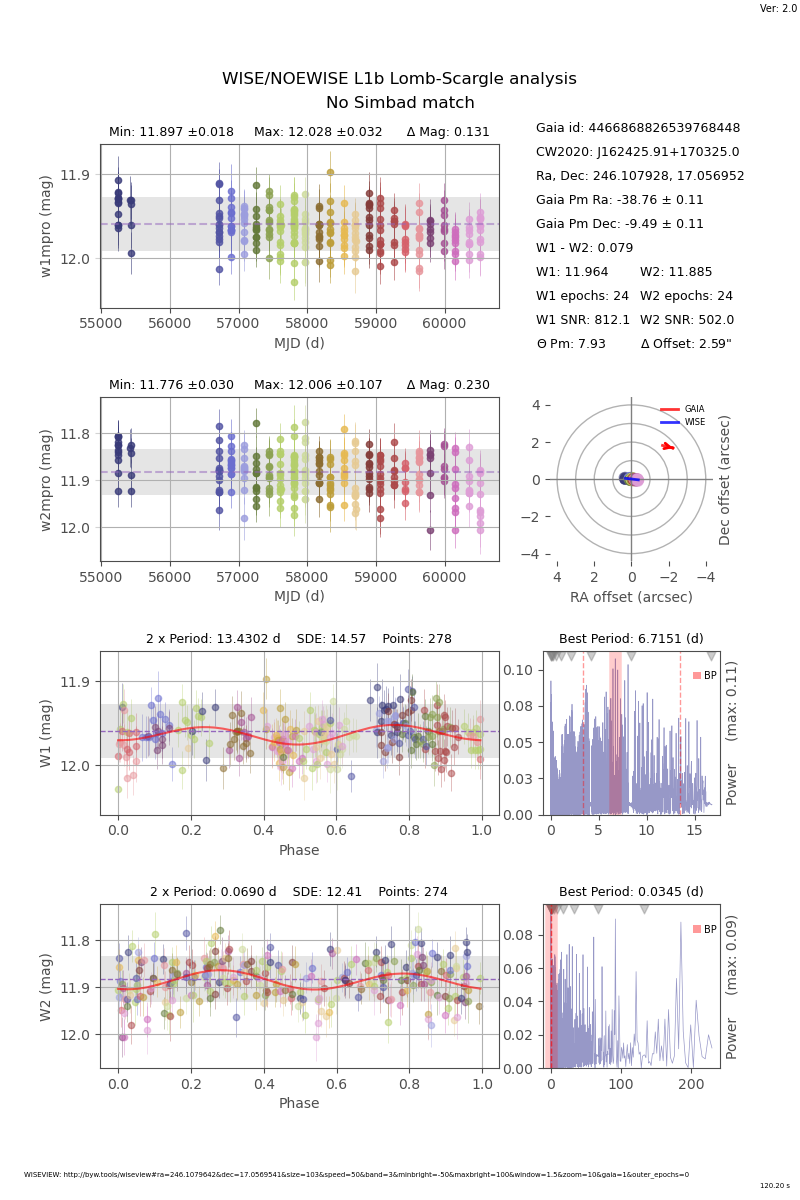 Ver: 2.0
WISE/NOEWISE L1b Lomb-Scargle analysis
No Simbad match
Min: 11.897 ±0.018 Max: 12.028 ±0.032 Δ Mag: 0.131
11.9
12.0
w1mpro (mag)
55000 56000 57000 58000 59000 60000
MJD (d)
Gaia id: 4466868826539768448
CW2020: J162425.91+170325.0
Ra, Dec: 246.107928, 17.056952
Gaia Pm Ra: -38.76 ± 0.11
Gaia Pm Dec: -9.49 ± 0.11
W1 - W2: 0.079
W1: 11.964 W2: 11.885
W1 epochs: 24 W2 epochs: 24
W1 SNR: 812.1 W2 SNR: 502.0
Θ Pm: 7.93 Δ Offset: 2.59"
Min: 11.776 ±0.030 Max: 12.006 ±0.107 Δ Mag: 0.230
11.8
11.9
12.0
w2mpro (mag)
55000 56000 57000 58000 59000 60000
MJD (d)
GAIA
WISE
4
2
0
−2
−4
4 2 0 −2 −4
RA offset (arcsec)
Dec offset (arcsec)
2 x Period: 13.4302 d SDE: 14.57 Points: 278
11.9
12.0
W1 (mag)
0.0 0.2 0.4 0.6 0.8 1.0
Phase
Best Period: 6.7151 (d)
BP
0.10
0.08
0.05
0.03
0.00
0 5 10 15
Power (max: 0.11)
2 x Period: 0.0690 d SDE: 12.41 Points: 274
11.8
11.9
12.0
W2 (mag)
0.0 0.2 0.4 0.6 0.8 1.0
Phase
Best Period: 0.0345 (d)
BP
0.08
0.06
0.04
0.02
0.00
0 100 200
Power (max: 0.09)
WISEVIEW: http://byw.tools/wiseview#ra=246.1079642&dec=17.0569541&size=103&speed=50&band=3&minbright=-50&maxbright=100&window=1.5&zoom=10&gaia=1&outer_epochs=0
120.20 s